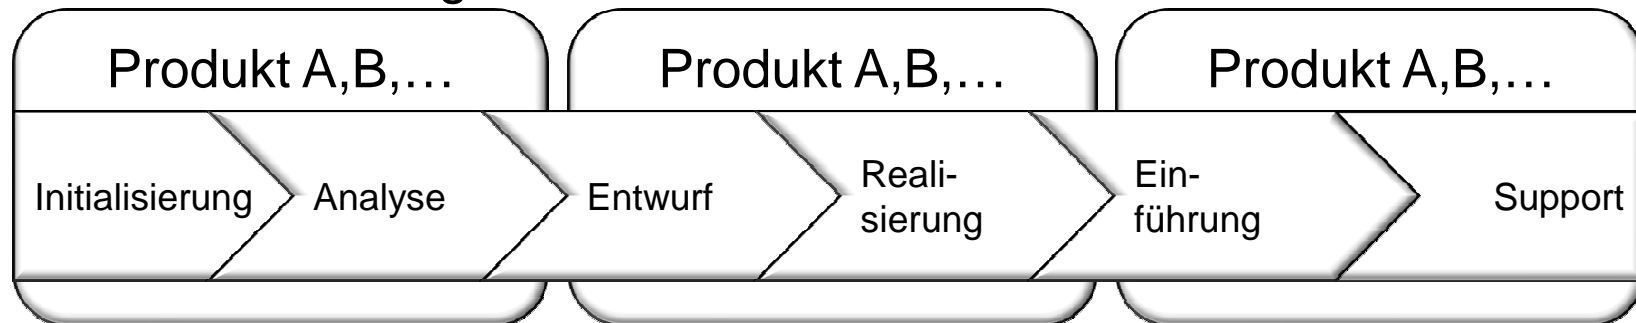 Produkt A,B,…
Produkt A,B,…
Produkt A,B,…
Initialisierung
Analyse
Entwurf
Reali-
sierung
Ein-
führung
Support